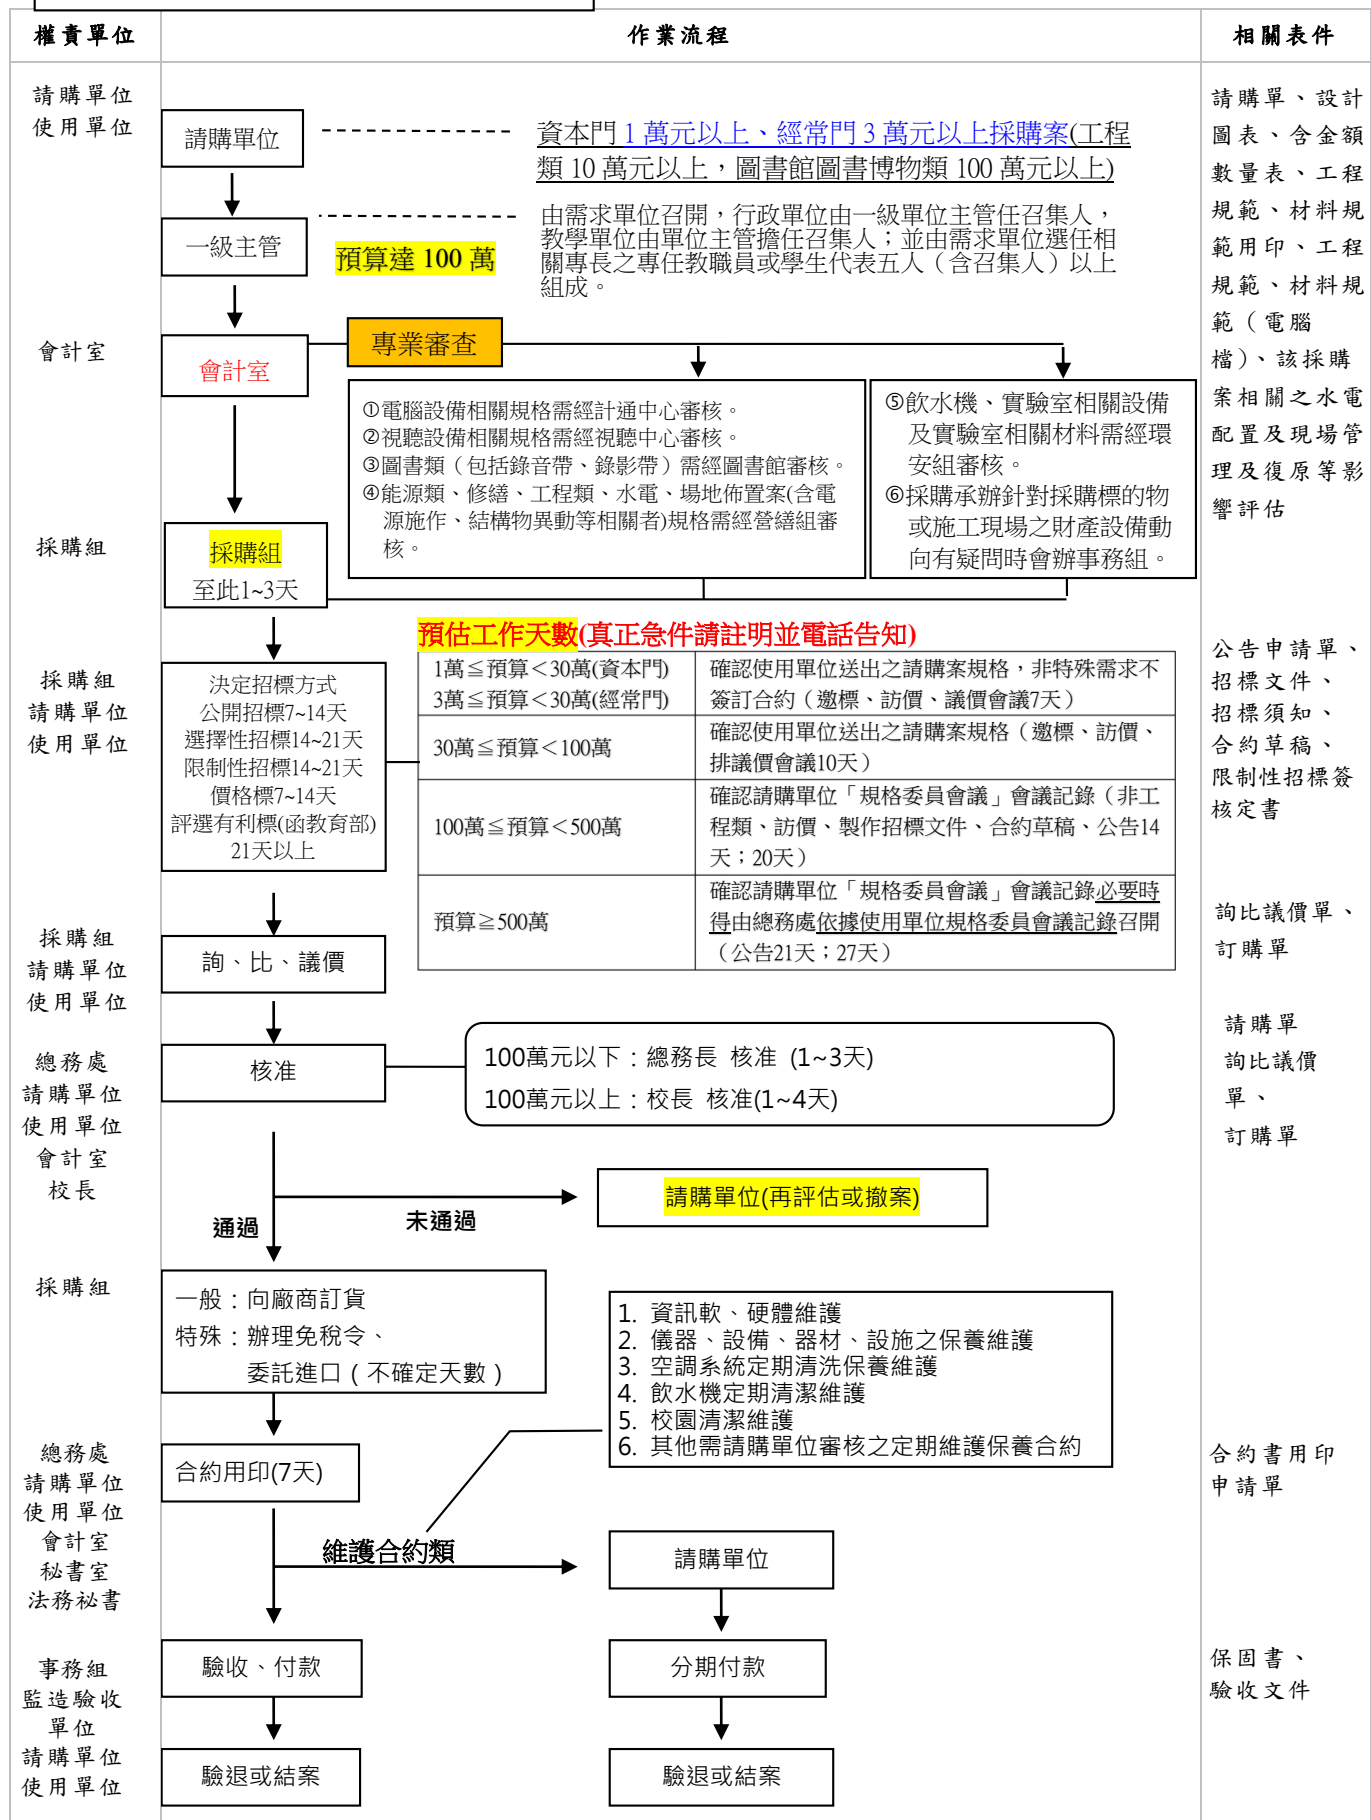 權責單位
作業流程
相關表件
請購單位
使用單位
請購單位
資本門 1 萬元以上、經常門 3 萬元以上採購案(工程
類 10 萬元以上，圖書館圖書博物類 100 萬元以上)
請購單、設計
圖表、含金額
數量表、工程
規範、材料規
範用印、工程
規範、材料規
範（電腦
檔）、該採購
案相關之水電
配置及現場管
理及復原等影
響評估
一級主管
預算達 100 萬
由需求單位召開，行政單位由一級單位主管任召集人，
教學單位由單位主管擔任召集人；並由需求單位選任相
關專長之專任教職員或學生代表五人（含召集人）以上
組成。
會計室
會計室
專業審查
①電腦設備相關規格需經計通中心審核。
②視聽設備相關規格需經視聽中心審核。
③圖書類（包括錄音帶、錄影帶）需經圖書館審核。
④能源類、修繕、工程類、水電、場地佈置案(含電
源施作、結構物異動等相關者)規格需經營繕組審
核。
⑤飲水機、實驗室相關設備
及實驗室相關材料需經環
安組審核。
⑥採購承辦針對採購標的物
或施工現場之財產設備動
向有疑問時會辦事務組。
採購組
採購組
至此1~3天
預估工作天數(真正急件請註明並電話告知)
採購組
請購單位
使用單位
決定招標方式
公開招標7~14天
選擇性招標14~21天
限制性招標14~21天
價格標7~14天
評選有利標(函教育部)
21天以上
1萬≦預算＜30萬(資本門)
3萬≦預算＜30萬(經常門)
確認使用單位送出之請購案規格，非特殊需求不
簽訂合約（邀標、訪價、議價會議7天）
30萬≦預算＜100萬
確認使用單位送出之請購案規格（邀標、訪價、
排議價會議10天）
100萬≦預算＜500萬
確認請購單位「規格委員會議」會議記錄（非工
程類、訪價、製作招標文件、合約草稿、公告14
天；20天）
預算≧500萬
確認請購單位「規格委員會議」會議記錄必要時
得由總務處依據使用單位規格委員會議記錄召開
（公告21天；27天）
公告申請單、
招標文件、
招標須知、
合約草稿、
限制性招標簽
核定書
採購組
請購單位
使用單位
詢、比、議價
詢比議價單、
訂購單
總務處
請購單位
使用單位
會計室
校長
核准
100萬元以下：總務長 核准 (1~3天)
100萬元以上：校長 核准(1~4天)
請購單
詢比議價
單、
訂購單
通過
未通過
請購單位(再評估或撤案)
採購組
一般：向廠商訂貨
特殊：辦理免稅令、
委託進口（不確定天數）
1. 資訊軟、硬體維護
2. 儀器、設備、器材、設施之保養維護
3. 空調系統定期清洗保養維護
4. 飲水機定期清潔維護
5. 校園清潔維護
6. 其他需請購單位審核之定期維護保養合約
總務處
請購單位
使用單位
會計室
秘書室
法務祕書
合約用印(7天)
合約書用印
申請單
維護合約類
請購單位
事務組
監造驗收
單位
請購單位
使用單位
驗收、付款
分期付款
保固書、
驗收文件
驗退或結案
驗退或結案